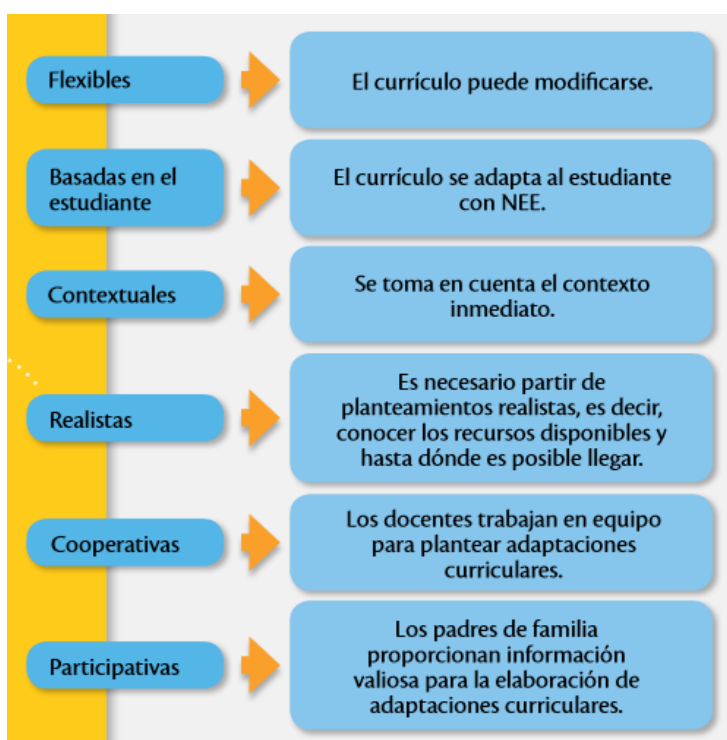 Flexibles
El currículo puede modificarse.
Basadas en el
estudiante
El currículo se adapta al estudiante
con NEE.
Contextuales
Se toma en cuenta el contexto
inmediato.
Realistas
Es necesario partir de
planteamientos realistas, es decir,
conocer los recursos disponibles y
hasta dónde es posible llegar.
Cooperativas
Los docentes trabajan en equipo
para plantear adaptaciones
curriculares.
Participativas
Los padres de familia
proporcionan información
valiosa para la elaboración de
adaptaciones curriculares.